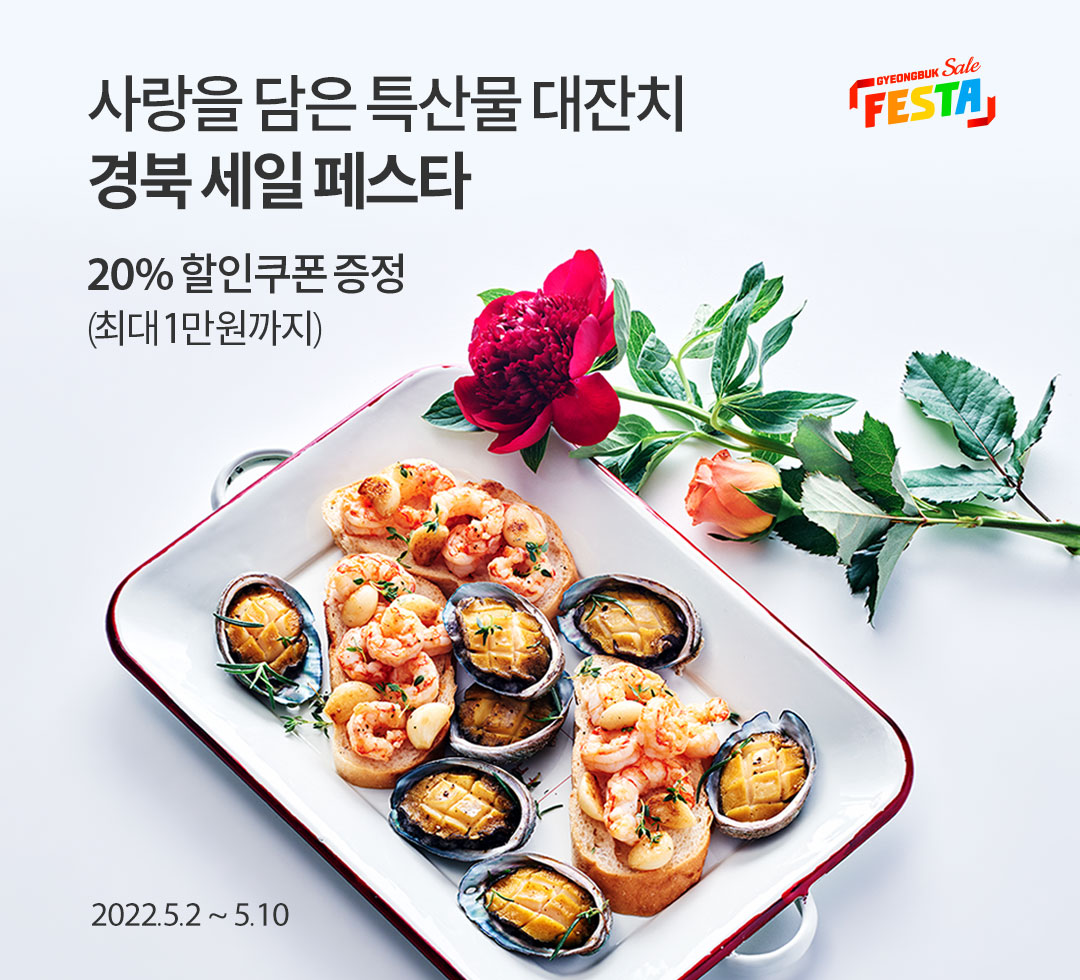 사랑을 담은 특산물 대잔치
경북 세일 페스타
GYEONGBUK Sale
FESTA
20% 할인쿠폰 증정
(최대 1만원까지)
2022.5.2 ~ 5.10